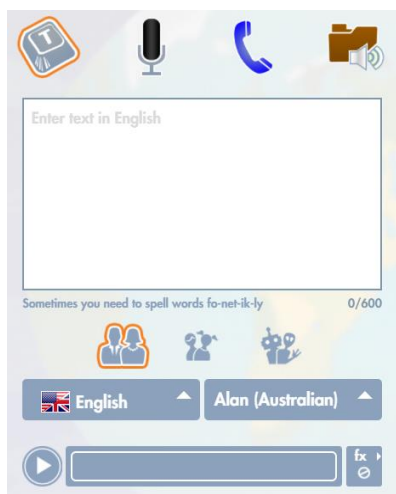 T
Enter text in English
Sometimes you need to spell words fo-net-ik-ly 0/600
English Alan (Australian)
fx